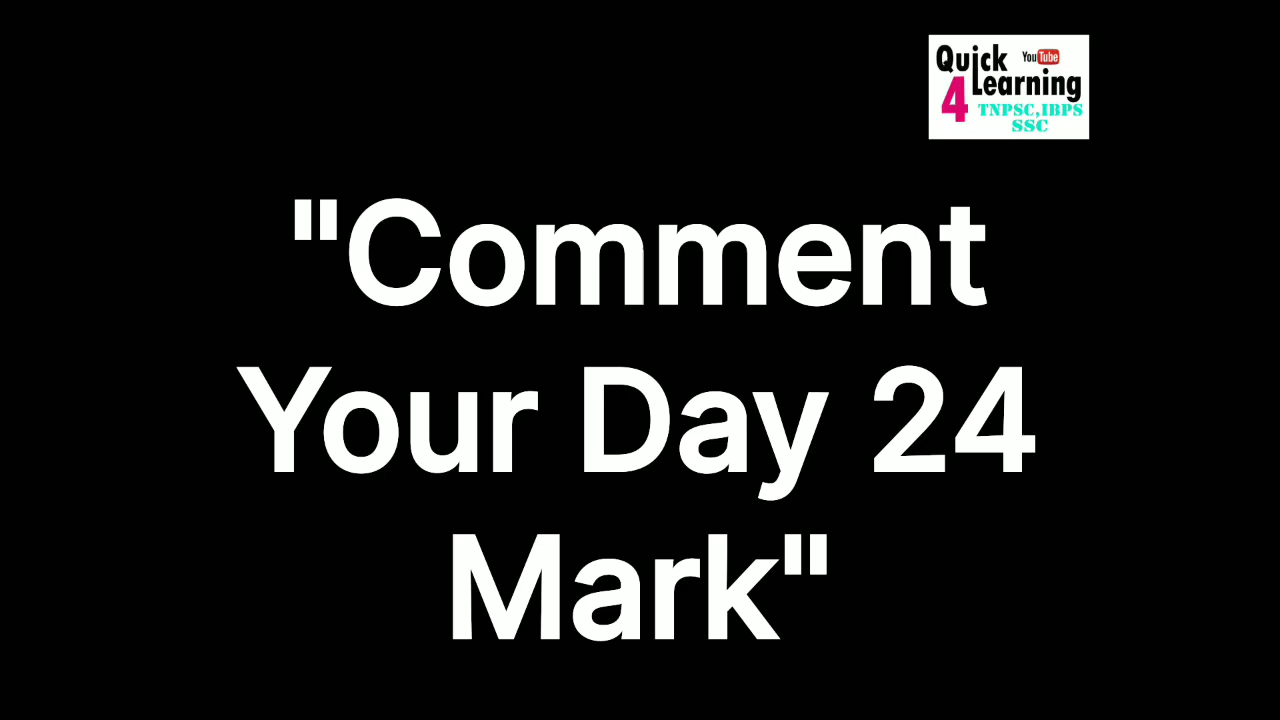 Quick YouTube
4 Learning
TNPSC,IBPS
SSC
"Comment
Your Day 24
Mark"